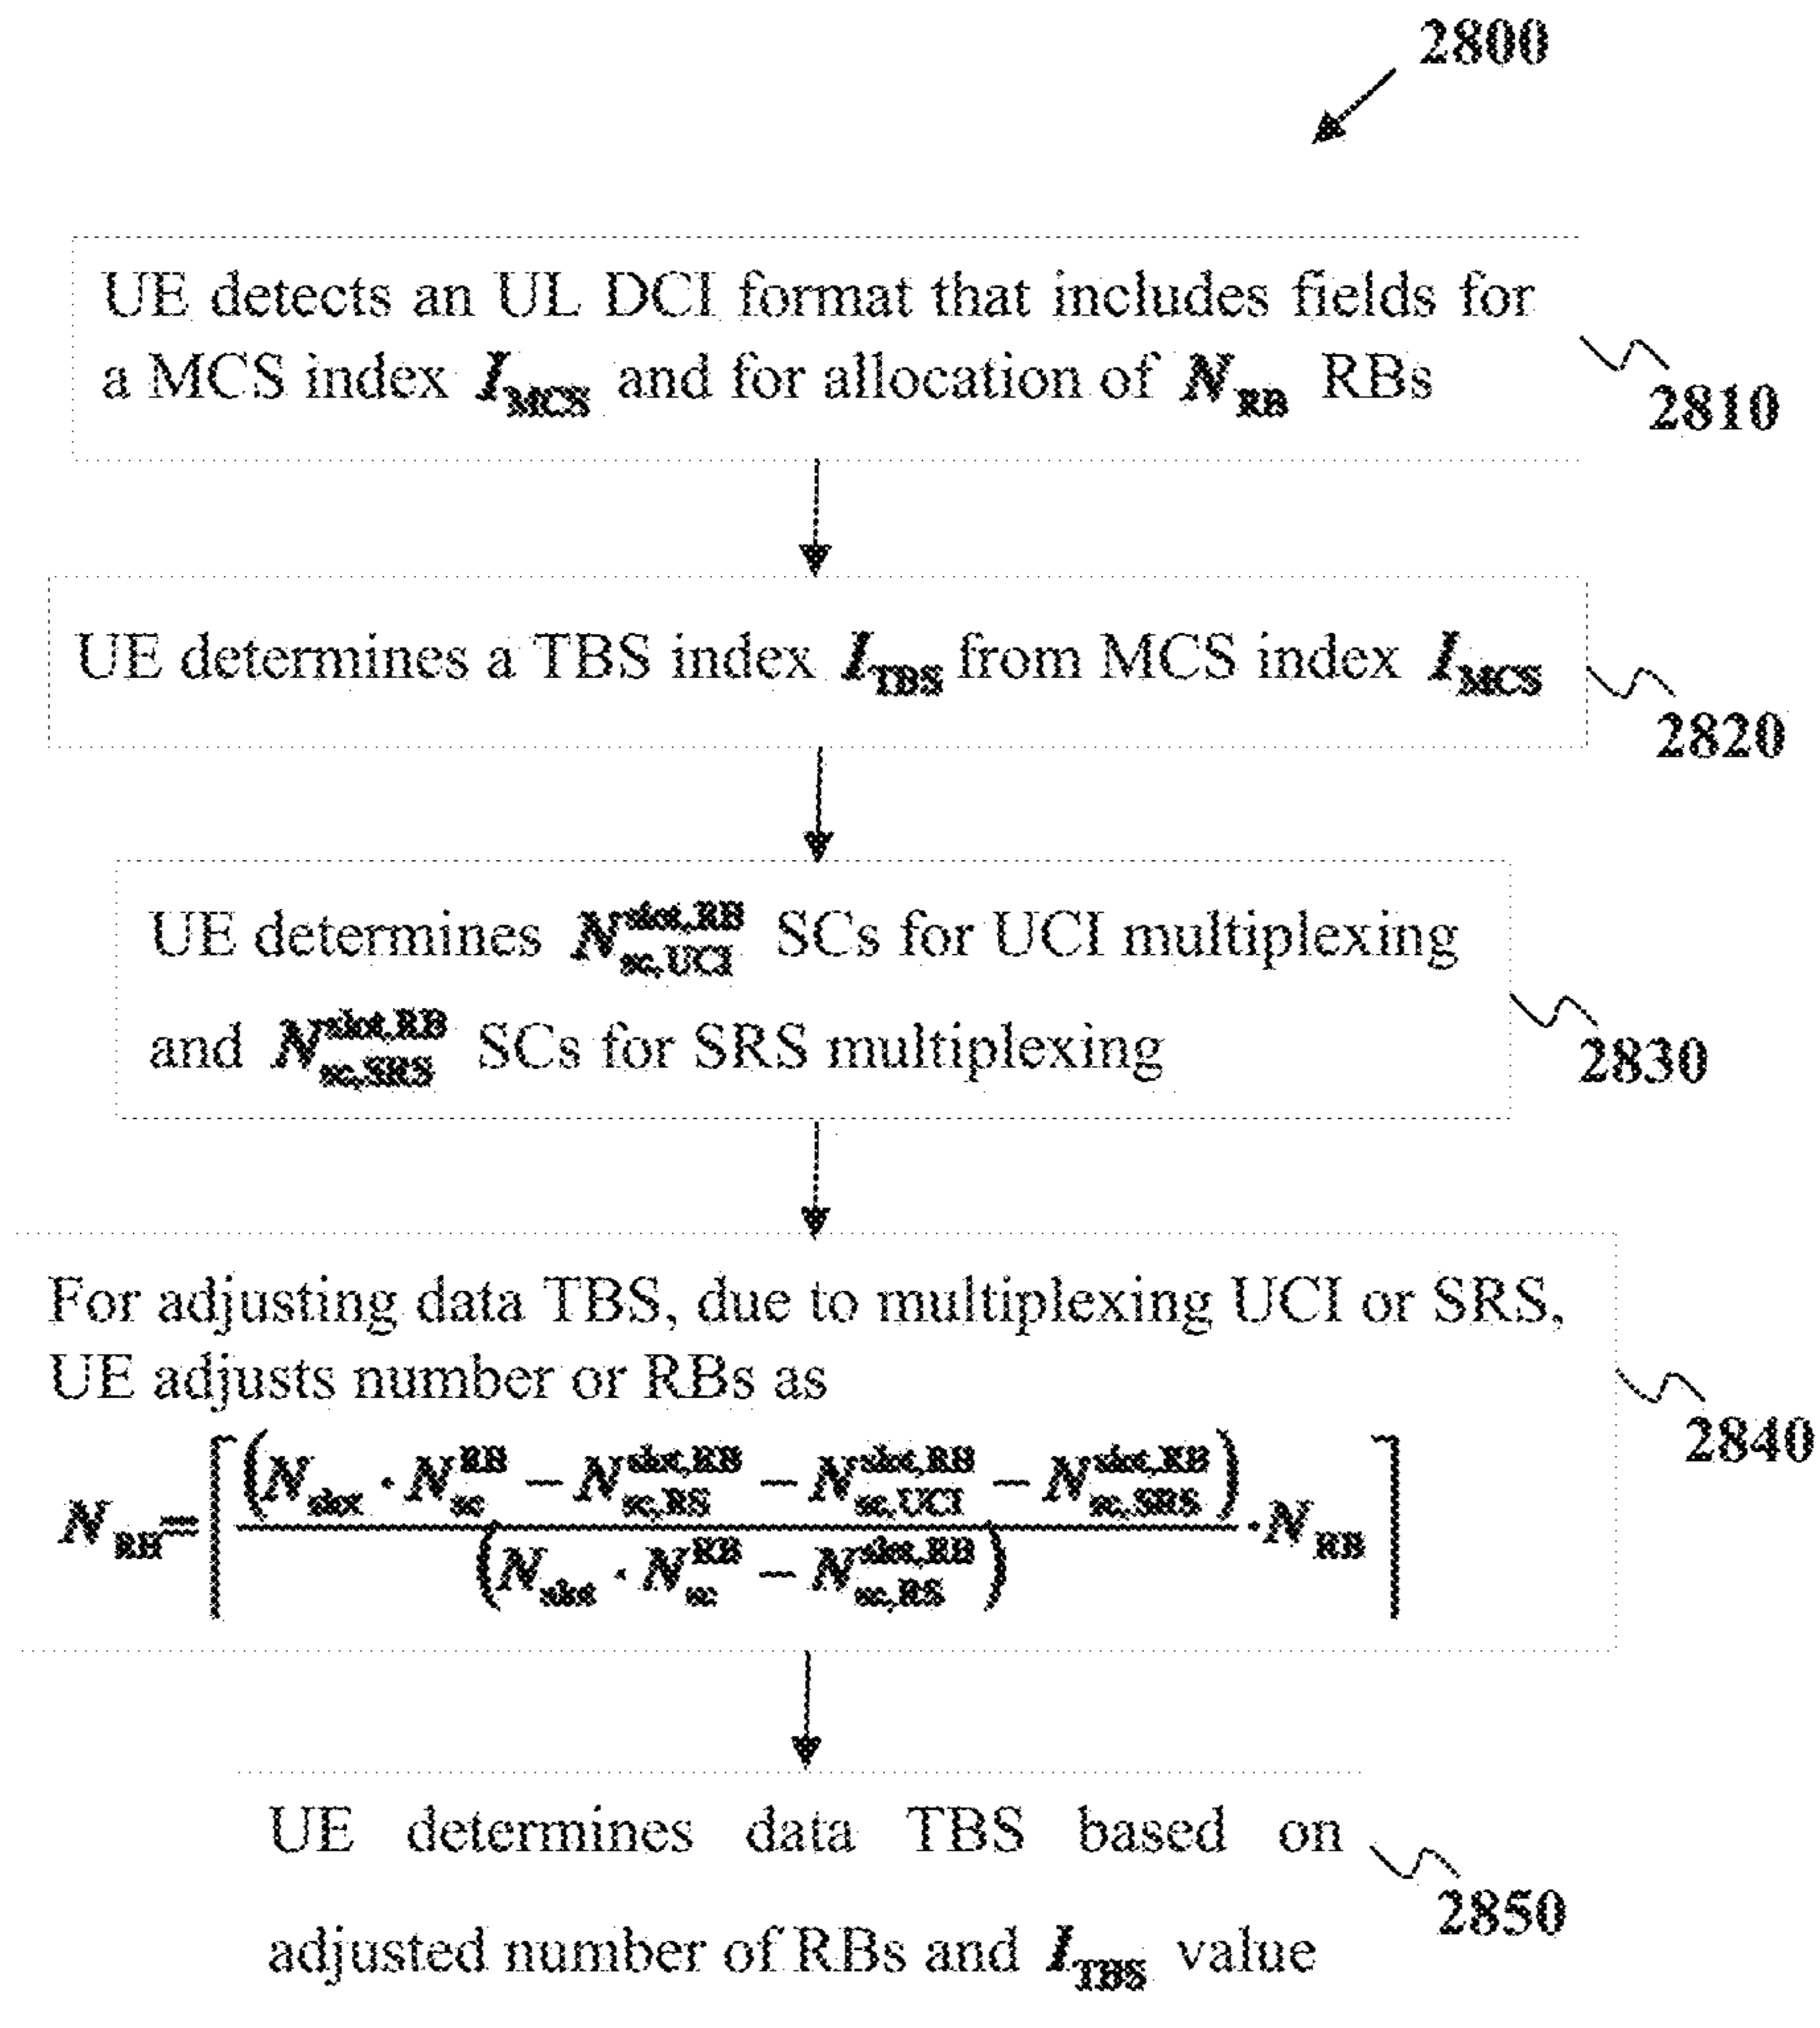 2800
UE detects an UL DCI format that includes fields for
a MCS index I_MCS and for allocation of N_RB RBs
2810
UE determines a TBS index I_TBS from MCS index I_MCS
2820
UE determines N_sc,UCI^slot,RB SCs for UCI multiplexing
and N_sc,SRS^slot,RB SCs for SRS multiplexing
2830
For adjusting data TBS, due to multiplexing UCI or SRS,
UE adjusts number or RBs as
2840
N_RB = ⌈ (N_slot · N_sc^RB − N_sc,RS^slot,RB − N_sc,UCI^slot,RB − N_sc,SRS^slot,RB) / (N_slot · N_sc^RB − N_sc,RS^slot,RB) · N_RB ⌉
UE determines data TBS based on
2850
adjusted number of RBs and I_TBS value